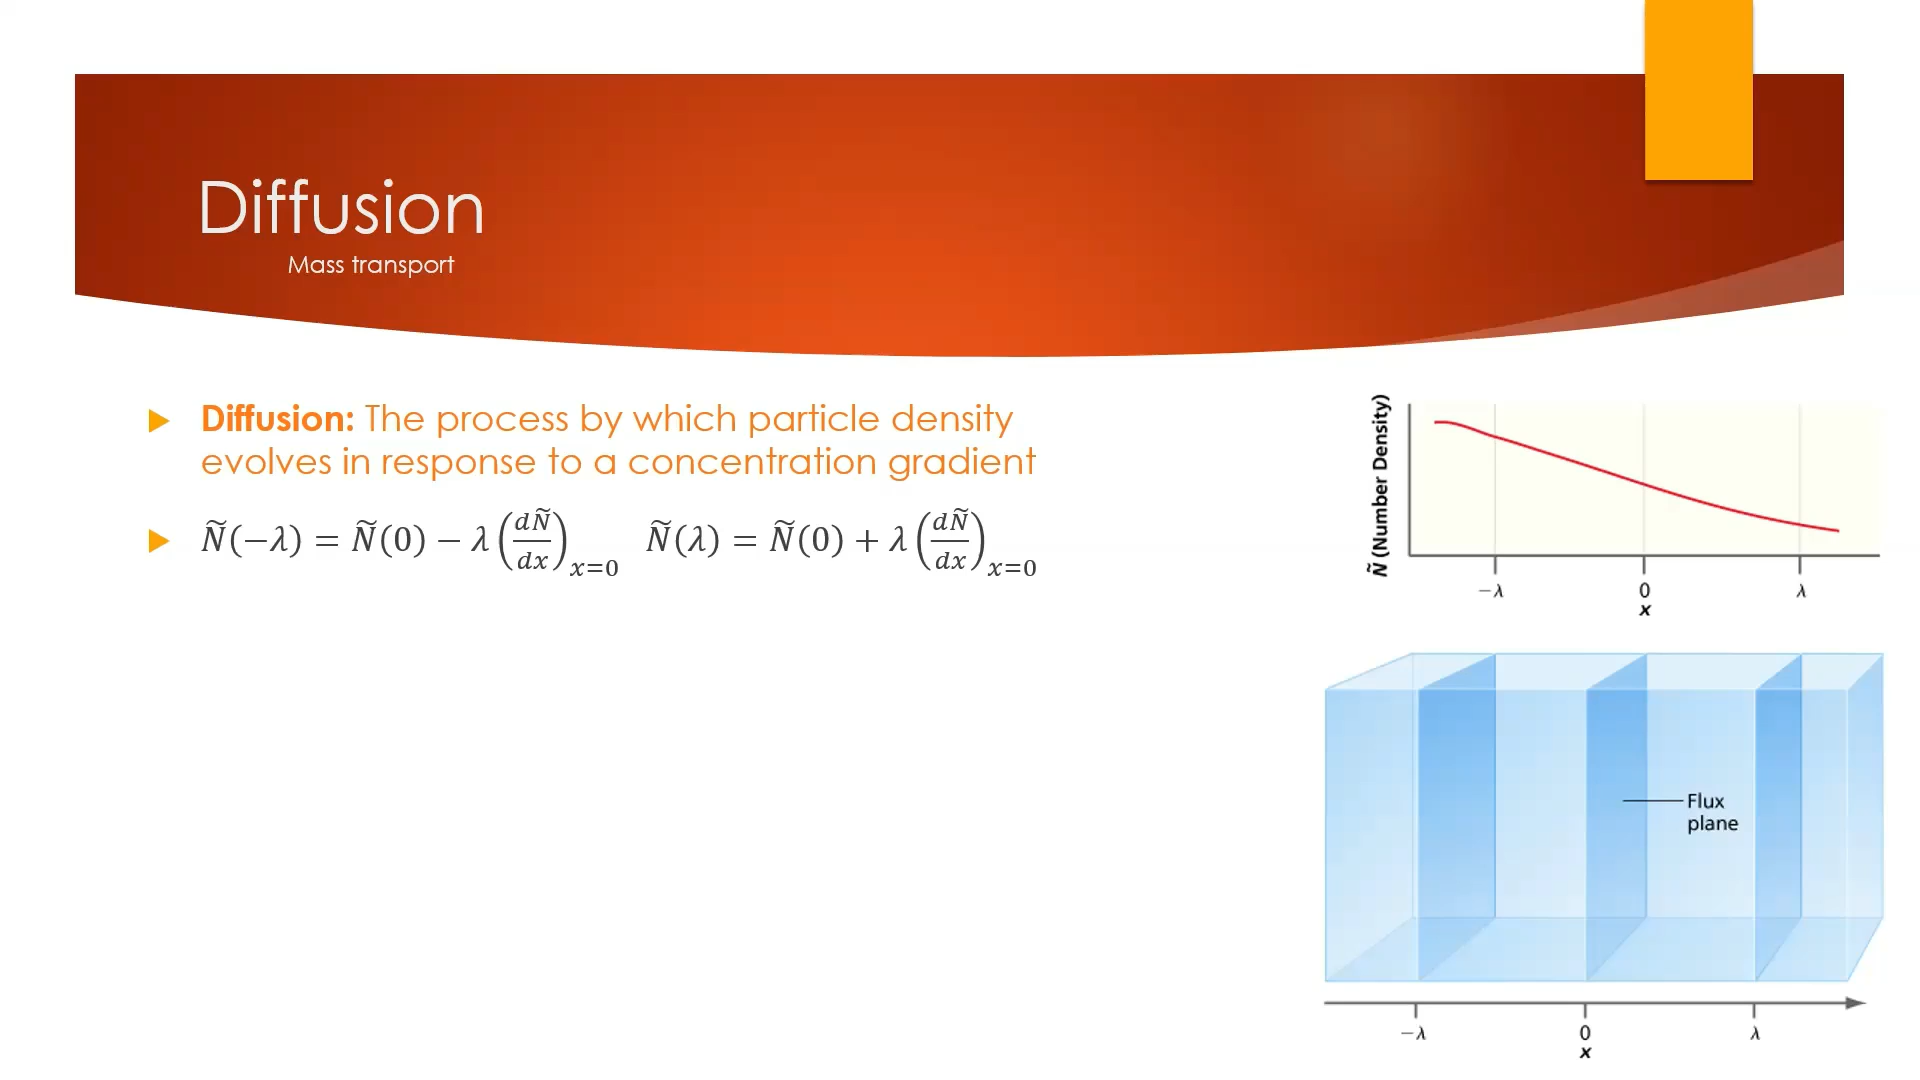 Diffusion
Mass transport
Diffusion: The process by which particle density
evolves in response to a concentration gradient
Ñ(−λ) = Ñ(0) − λ(dÑ/dx)ₓ₌₀ Ñ(λ) = Ñ(0) + λ(dÑ/dx)ₓ₌₀
Ñ (Number Density)
−λ 0 λ
x
Flux
plane
−λ 0 λ
x